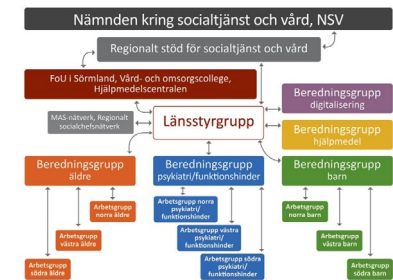 Nämnden kring socialtjänst och vård, NSV
Regionalt stöd för socialtjänst och vård
FoU i Sörmland, Vård- och omsorgscollege,
Hjälpmedelscentralen
Beredningsgrupp
digitalisering
MAS-nätverk, Regionalt
socialchefsnätverk
Länsstyrgrupp
Beredningsgrupp
hjälpmedel
Beredningsgrupp
äldre
Beredningsgrupp
psykiatri/funktionshinder
Beredningsgrupp
barn
Arbetsgrupp
norra äldre
Arbetsgrupp norra
psykiatri/
funktionshinder
Arbetsgrupp
norra barn
Arbetsgrupp
västra äldre
Arbetsgrupp västra
psykiatri/
funktionshinder
Arbetsgrupp
västra barn
Arbetsgrupp
södra äldre
Arbetsgrupp södra
psykiatri/
funktionshinder
Arbetsgrupp
södra barn